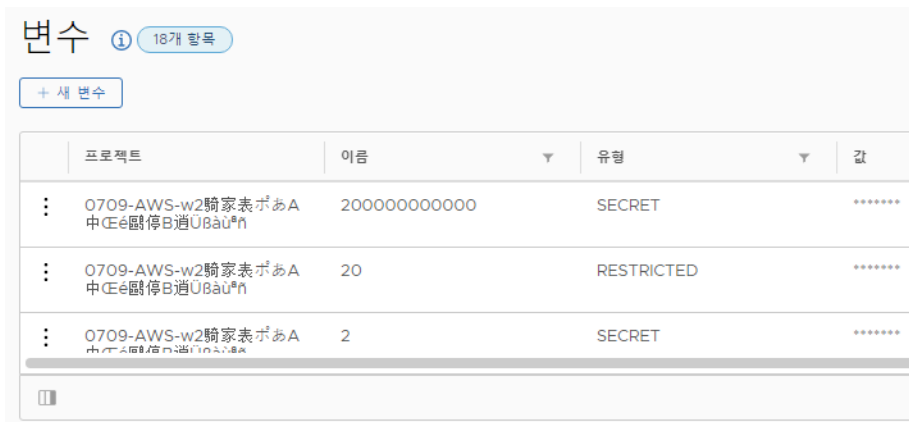 변수
18개 항목
+ 새 변수
프로젝트 이름 유형 값
0709-AWS-w2騎家表ポあA 200000000000 SECRET *******
中Œé鷗停B逍Üßàùªñ
0709-AWS-w2騎家表ポあA 20 RESTRICTED *******
中Œé鷗停B逍Üßàùªñ
0709-AWS-w2騎家表ポあA 2 SECRET *******